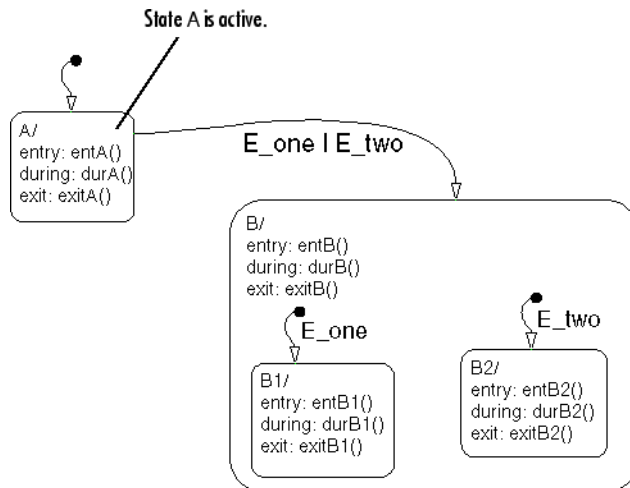 State A is active.
A/
entry: entA()
during: durA()
exit: exitA()
E_one | E_two
B/
entry: entB()
during: durB()
exit: exitB()
E_one
E_two
B1/
entry: entB1()
during: durB1()
exit: exitB1()
B2/
entry: entB2()
during: durB2()
exit: exitB2()